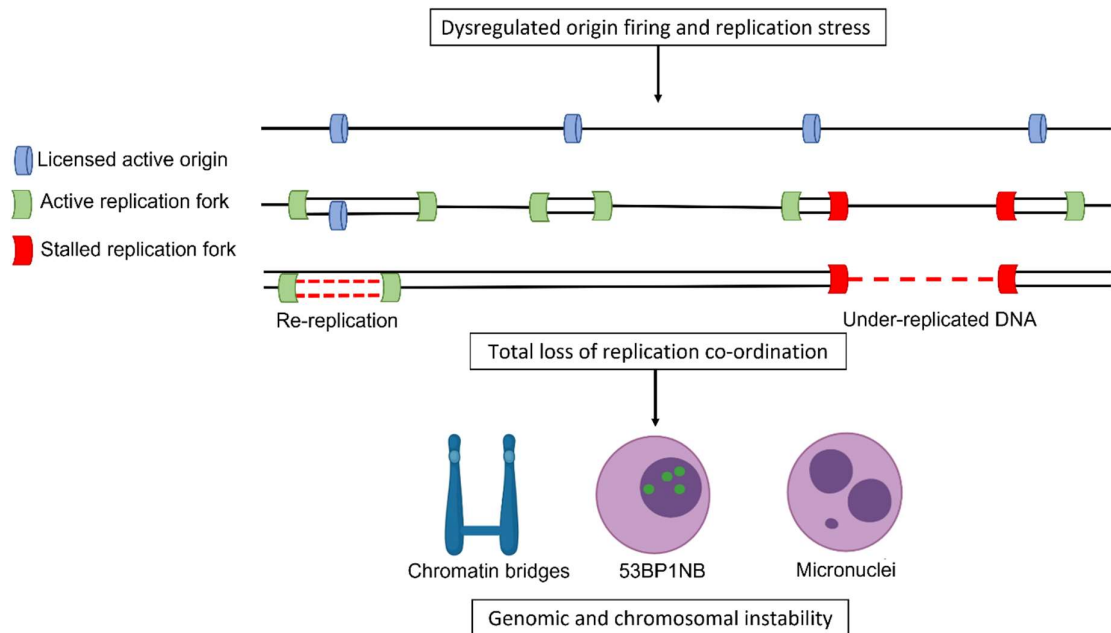 Dysregulated origin firing and replication stress
Licensed active origin
Active replication fork
Stalled replication fork
Re-replication
Under-replicated DNA
Total loss of replication co-ordination
Chromatin bridges
53BP1NB
Micronuclei
Genomic and chromosomal instability